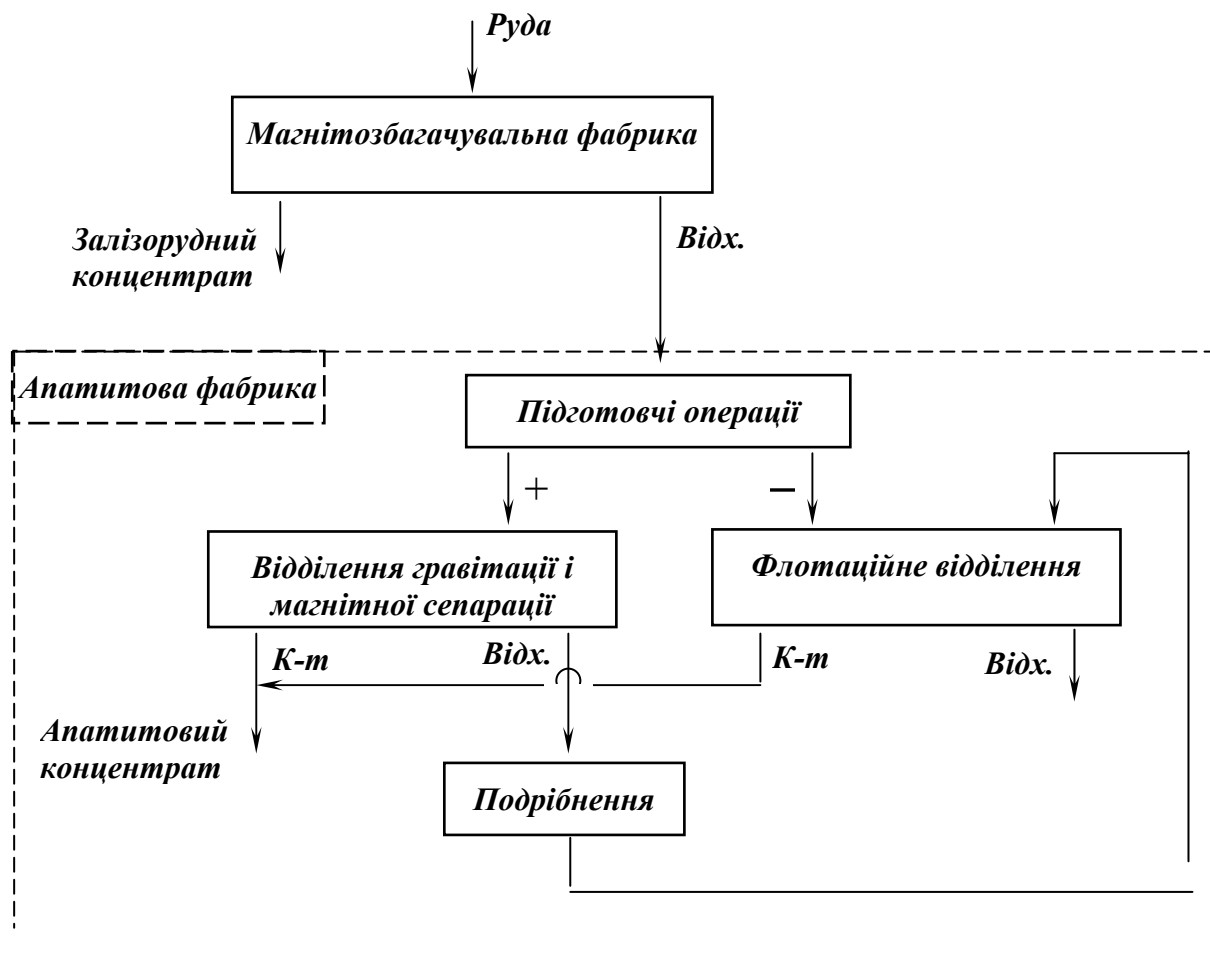 Руда
Магнітозбагачувальна фабрика
Залізорудний
концентрат
Відх.
Апатитова фабрика
Підготовчі операції
+
–
Відділення гравітації і
магнітної сепарації
Флотаційне відділення
К-т
Відх.
К-т
Відх.
Апатитовий
концентрат
Подрібнення